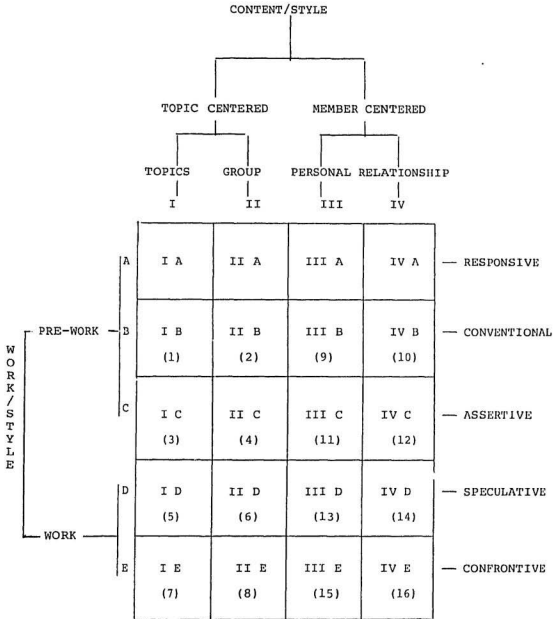 CONTENT/STYLE
TOPIC CENTERED MEMBER CENTERED
TOPICS GROUP PERSONAL RELATIONSHIP
I II III IV
A I A II A III A IV A RESPONSIVE
PRE-WORK B I B II B III B IV B CONVENTIONAL
(1) (2) (9) (10)
WORK/STYLE
C I C II C III C IV C ASSERTIVE
(3) (4) (11) (12)
D I D II D III D IV D SPECULATIVE
(5) (6) (13) (14)
WORK
E I E II E III E IV E CONFRONTIVE
(7) (8) (15) (16)